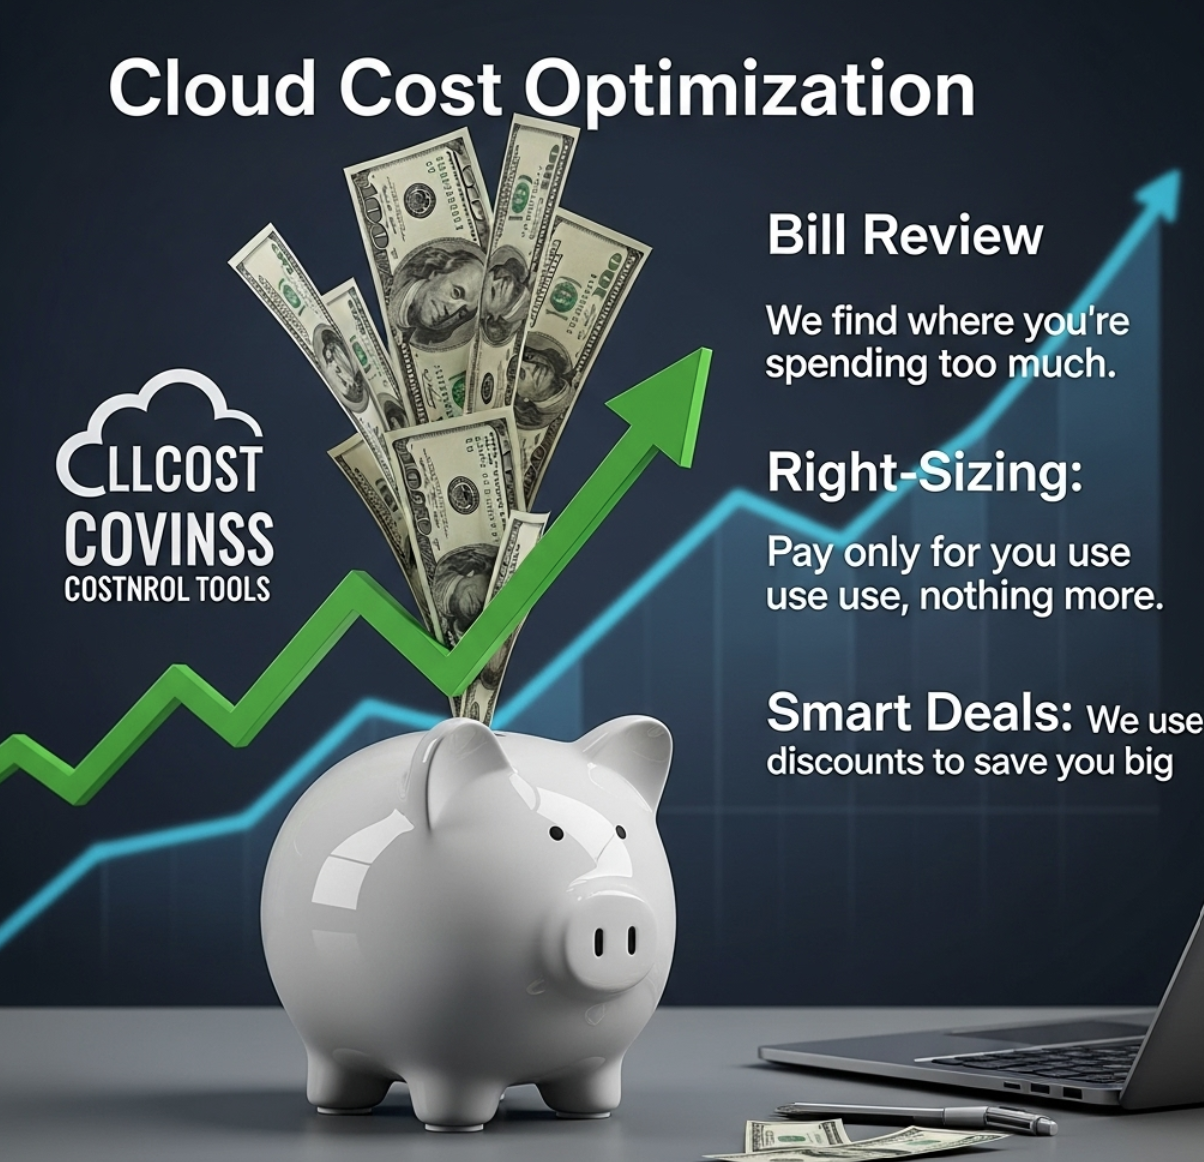 Cloud Cost Optimization
Bill Review
We find where you're
spending too much.
LLCOST
COVINSS
COSTNROL TOOLS
Right-Sizing:
Pay only for you use
use use, nothing more.
Smart Deals: We use
discounts to save you big